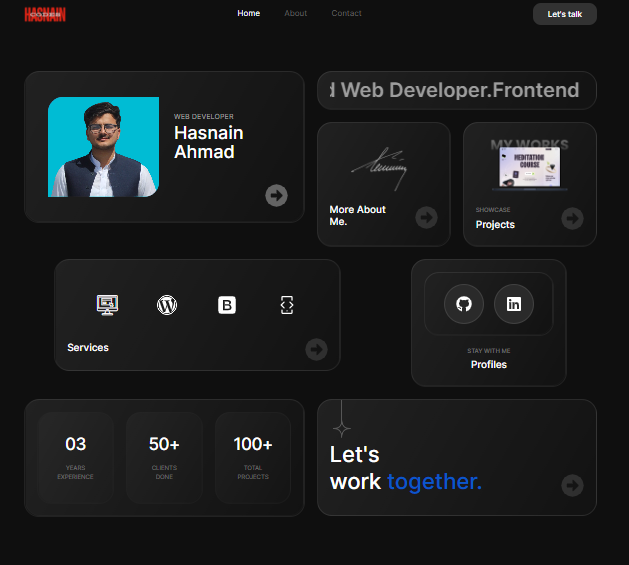 HASNAIN
Home About Contact
Let's talk
d Web Developer.Frontend
WEB DEVELOPER
Hasnain
Ahmad
More About
Me.
MY WORKS
MEDITATION
COURSE
SHOWCASE
Projects
Services
B
STAY WITH ME
Profiles
03
YEARS
EXPERIENCE
50+
CLIENTS
DONE
100+
TOTAL
PROJECTS
Let's
work together.